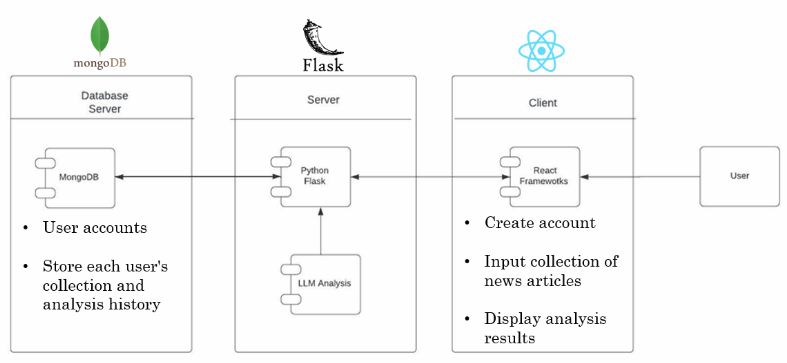 mongoDB
Flask
Database
Server
Server
Client
MongoDB
Python
Flask
React
Framewotks
User
• User accounts
• Store each user's
collection and
analysis history
LLM Analysis
• Create account
• Input collection of
news articles
• Display analysis
results